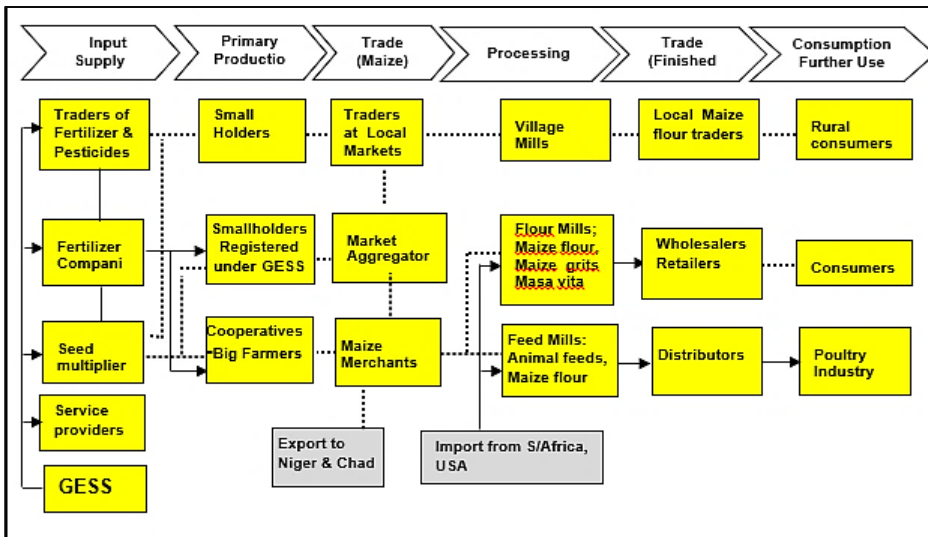 Input
Supply
Primary
Productio
Trade
(Maize)
Processing
Trade
(Finished
Consumption
Further Use
Traders of
Fertilizer &
Pesticides
Small
Holders
Traders
at Local
Markets
Village
Mills
Local Maize
flour traders
Rural
consumers
Fertilizer
Compani
Smallholders
Registered
under GESS
Market
Aggregator
Flour Mills;
Maize flour,
Maize grits
Masa vita
Wholesalers
Retailers
Consumers
Seed
multiplier
Cooperatives
-Big Farmers
Maize
Merchants
Feed Mills:
Animal feeds,
Maize flour
Distributors
Poultry
Industry
Service
providers
Export to
Niger & Chad
Import from S/Africa,
USA
GESS